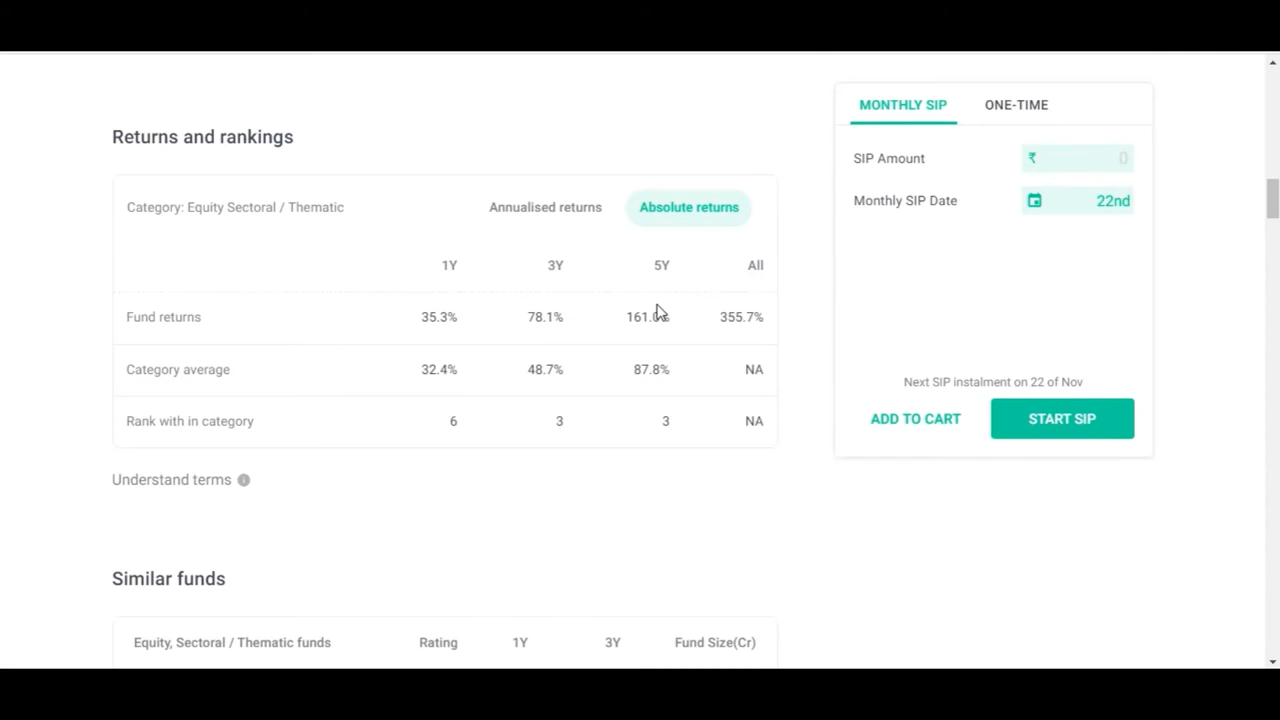 MONTHLY SIP ONE-TIME
Returns and rankings
SIP Amount ₹ 0
Category: Equity Sectoral / Thematic Annualised returns Absolute returns
Monthly SIP Date 22nd
1Y 3Y 5Y All
Fund returns 35.3% 78.1% 355.7%
Category average 32.4% 48.7% 87.8% NA
Next SIP instalment on 22 of Nov
Rank with in category 6 3 3 NA
ADD TO CART START SIP
Understand terms
Similar funds
Equity, Sectoral / Thematic funds Rating 1Y 3Y Fund Size(Cr)